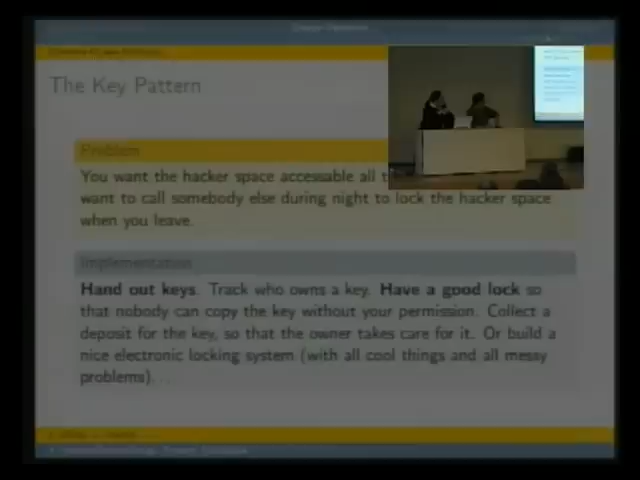 The Key Pattern
Problem
You want the hacker space accessable all
want to call somebody else during night to lock the hacker space
when you leave.
Implementation
Hand out keys. Track who owns a key. Have a good lock so
that nobody can copy the key without your permission. Collect a
deposit for the key, so that the owner takes care for it. Or build a
nice electronic locking system (with all cool things and all messy
problems)...